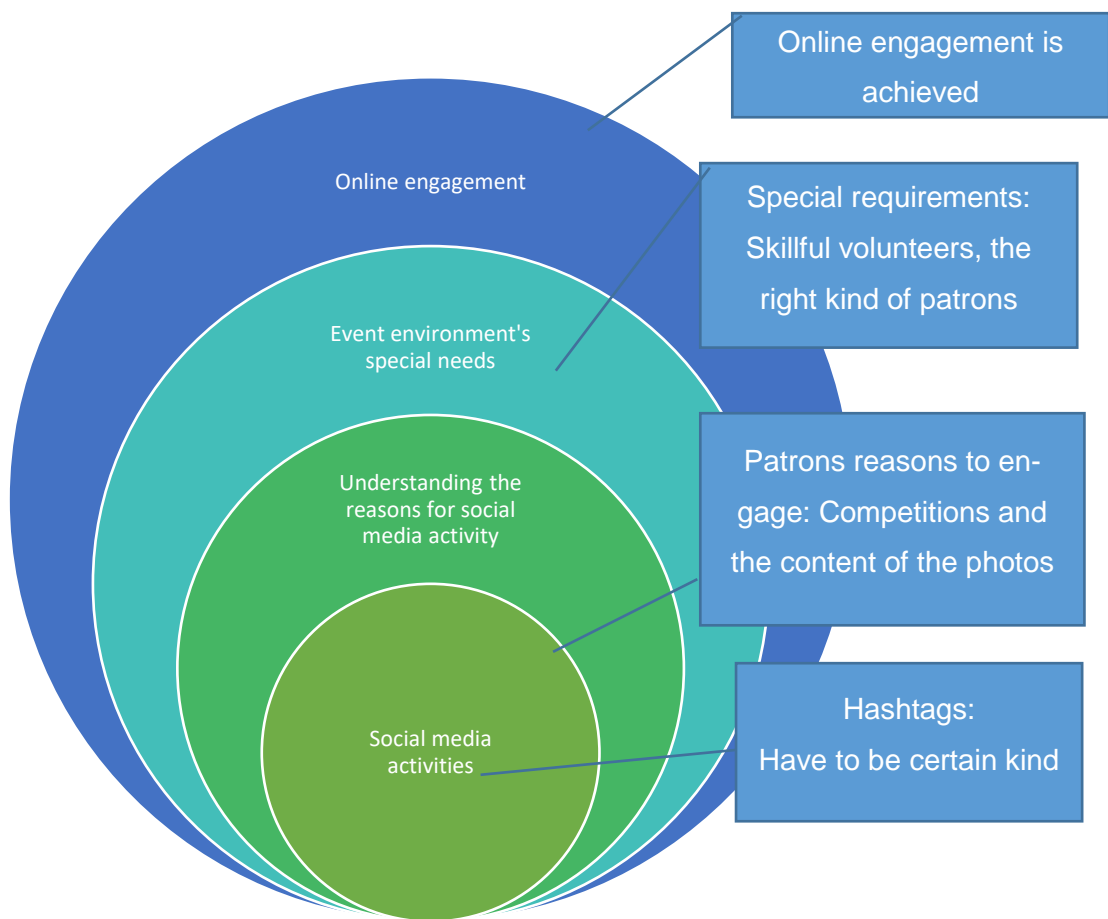 Online engagement is
achieved
Online engagement
Special requirements:
Skillful volunteers, the
right kind of patrons
Event environment's
special needs
Patrons reasons to en-
gage: Competitions and
the content of the photos
Understanding the
reasons for social
media activity
Hashtags:
Have to be certain kind
Social media
activities